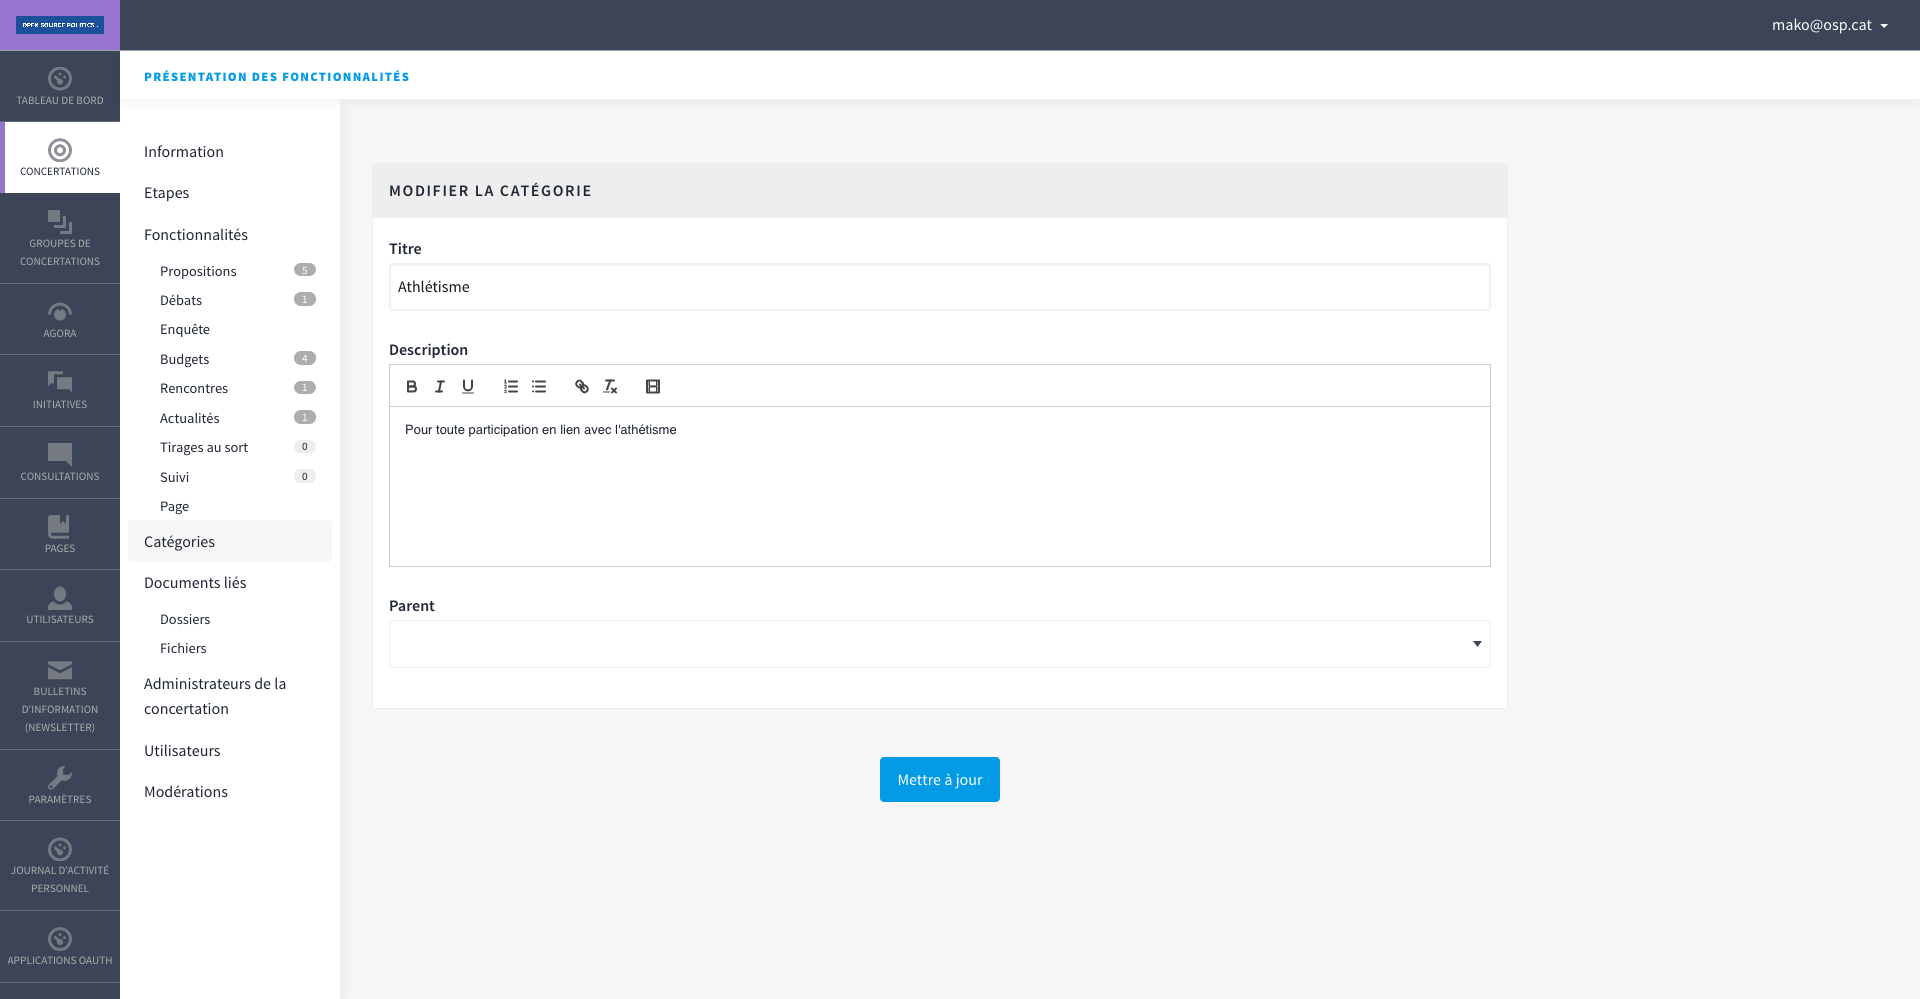 OPEN SOURCE POLITICS .
mako@osp.cat
TABLEAU DE BORD
CONCERTATIONS
GROUPES DE
CONCERTATIONS
AGORA
INITIATIVES
CONSULTATIONS
PAGES
UTILISATEURS
BULLETINS
D'INFORMATION
(NEWSLETTER)
PARAMÈTRES
JOURNAL D'ACTIVITÉ
PERSONNEL
APPLICATIONS OAUTH
PRÉSENTATION DES FONCTIONNALITÉS
Information
Etapes
Fonctionnalités
Propositions 5
Débats 1
Enquête
Budgets 4
Rencontres 1
Actualités 1
Tirages au sort 0
Suivi 0
Page
Catégories
Documents liés
Dossiers
Fichiers
Administrateurs de la
concertation
Utilisateurs
Modérations
MODIFIER LA CATÉGORIE
Titre
Athlétisme
Description
Pour toute participation en lien avec l'athétisme
Parent
Mettre à jour